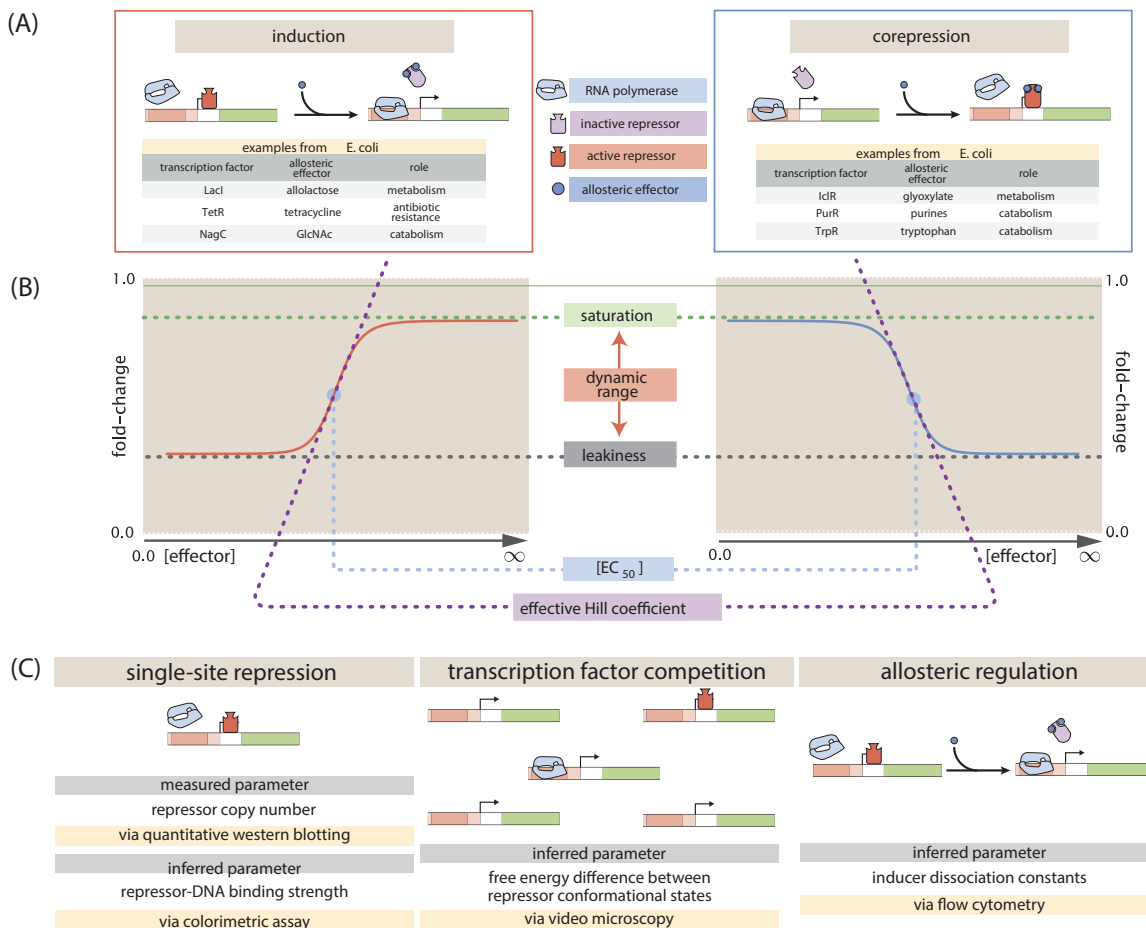 (A)
induction
corepression
RNA polymerase
inactive repressor
active repressor
allosteric effector
examples from E. coli
transcription factor allosteric effector role
LacI allolactose metabolism
TetR tetracycline antibiotic resistance
NagC GlcNAc catabolism
examples from E. coli
transcription factor allosteric effector role
IclR glyoxylate metabolism
PurR purines catabolism
TrpR tryptophan catabolism
(B)
1.0
fold–change
0.0
0.0 [effector] ∞
saturation
dynamic
range
leakiness
1.0
fold–change
0.0
0.0 [effector] ∞
[EC 50 ]
effective Hill coefficient
(C)
single-site repression
measured parameter
repressor copy number
via quantitative western blotting
inferred parameter
repressor-DNA binding strength
via colorimetric assay
transcription factor competition
inferred parameter
free energy difference between
repressor conformational states
via video microscopy
allosteric regulation
inferred parameter
inducer dissociation constants
via flow cytometry